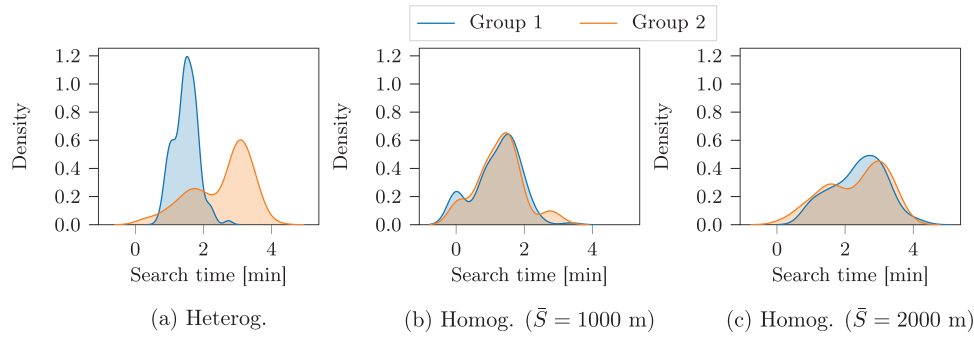 Group 1 Group 2
1.2
1.0
0.8
0.6
0.4
0.2
0.0
Density
0 2 4
Search time [min]
(a) Heterog.
1.2
1.0
0.8
0.6
0.4
0.2
0.0
Density
0 2 4
Search time [min]
(b) Homog. (S̄ = 1000 m)
1.2
1.0
0.8
0.6
0.4
0.2
0.0
Density
0 2 4
Search time [min]
(c) Homog. (S̄ = 2000 m)